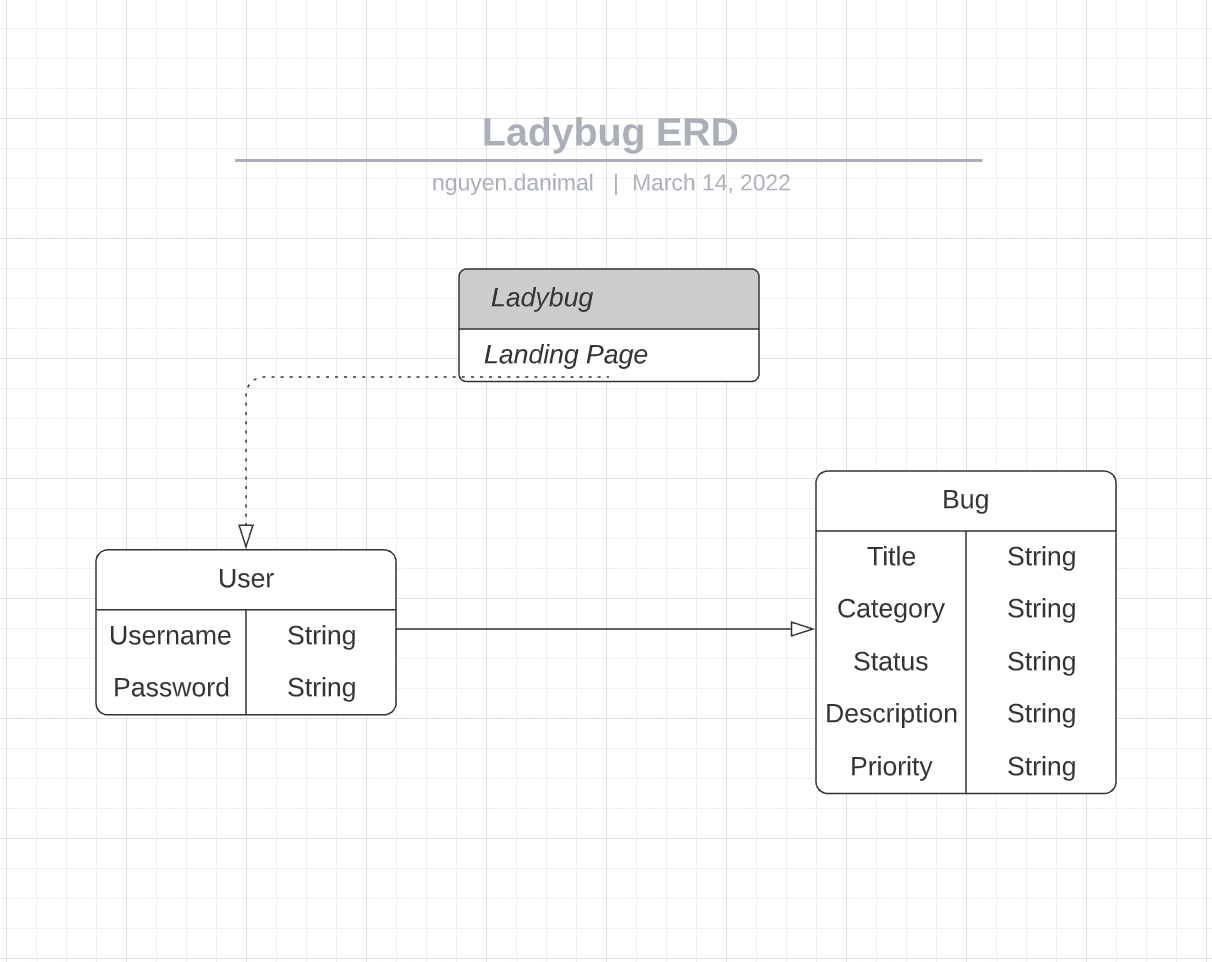 Ladybug ERD
nguyen.danimal | March 14, 2022
Ladybug
Landing Page
User
Username String
Password String
Bug
Title String
Category String
Status String
Description String
Priority String